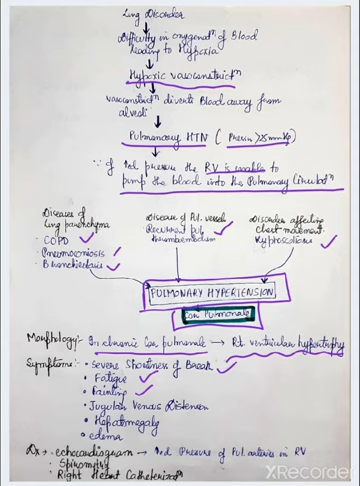 Lung Disorder
Difficulty in oxygenatⁿ of Blood
leading to Hypoxia
Hypoxic vasoconstrictⁿ
vasoconstrictⁿ diverts Blood away from
alveoli
Pulmonary HTN (Pressure >25mmHg)
∵ of ↑ed pressure the RV is unable to
pump the blood into the Pulmonary Circulatⁿ
Diseases of
Lung parenchyma
COPD
Pneumoconiosis
Bronchiectasis
Disease of Pul. vessels
Recurrent pul.
thromboembolism
Disorders affecting
Chest movement
Kyphoscoliosis
PULMONARY HYPERTENSION
Cor Pulmonale
Morphology:- In chronic Cor pulmonale → Rt. ventricular hypertrophy
Symptoms:- • Severe Shortness of Breath
• Fatigue
• Fainting
• Jugular Venous Distension
• Hepatomegaly
• edema
Dx → • echocardiogram → ↑ed Pressure of Pul. arteries in RV
• Spirometry
• Right Heart Catheterizatⁿ
XRecorder